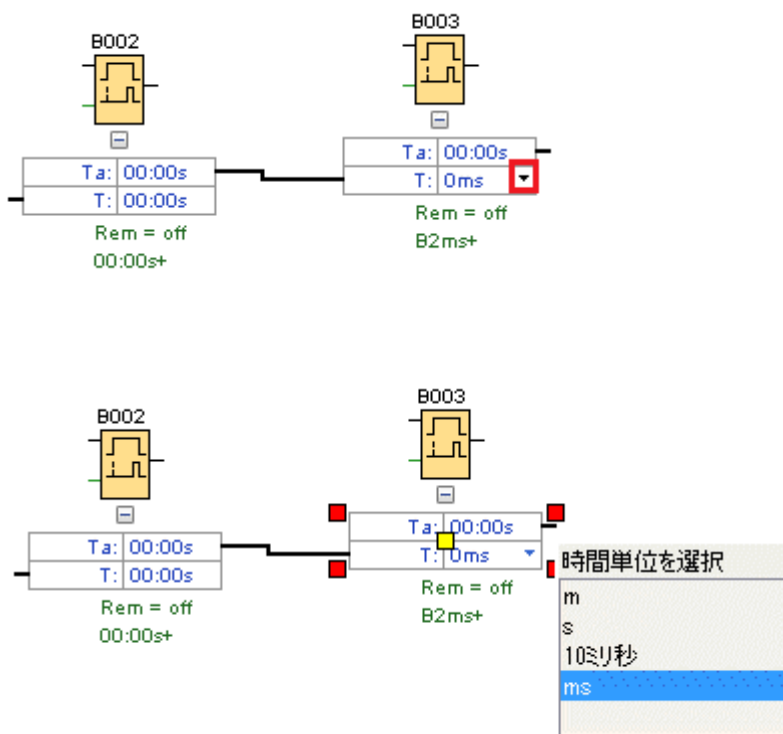 B002
B003
Ta: 00:00s
T: 00:00s
Rem = off
00:00s+
Ta: 00:00s
T: 0ms
Rem = off
B2ms+
B002
B003
Ta: 00:00s
T: 00:00s
Rem = off
00:00s+
Ta: 00:00s
T: 0ms
Rem = off
B2ms+
時間単位を選択
m
s
10ミリ秒
ms